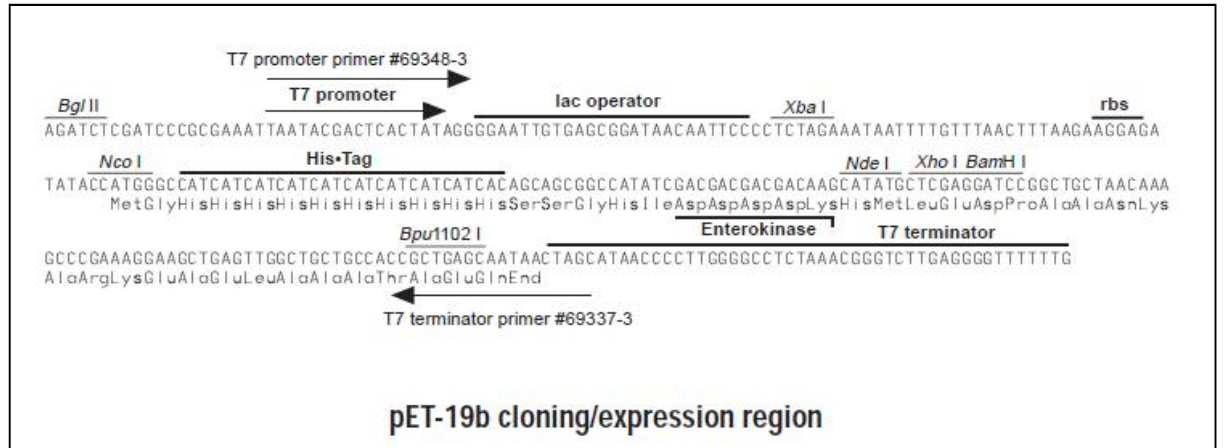 T7 promoter primer #69348-3
Bgl II T7 promoter lac operator Xba I rbs
AGATCTCGATCCCGCGAAATTAATACGACTCACTATAGGGGAATTGTGAGCGGATAACAATTCCCCTCTAGAAATAATTTTGTTTAACTTTAAGAAGGAGA
Nco I His•Tag Nde I Xho I BamH I
TATACCATGGGCCATCATCATCATCATCATCATCATCATCACAGCAGCGGCCATATCGACGACGACGACAAGCATATGCTCGAGGATCCGGCTGCTAACAAA
MetGlyHisHisHisHisHisHisHisHisHisHisSerSerGlyHisIleAspAspAspAspLysHisMetLeuGluAspProAlaAlaAsnLys
Bpu1102 I Enterokinase T7 terminator
GCCCGAAAGGAAGCTGAGTTGGCTGCTGCCACCGCTGAGCAATAACTAGCATAACCCCTTGGGGCCTCTAAACGGGTCTTGAGGGGTTTTTTG
AlaArgLysGluAlaGluLeuAlaAlaAlaThrAlaGluGlnEnd
T7 terminator primer #69337-3
pET-19b cloning/expression region